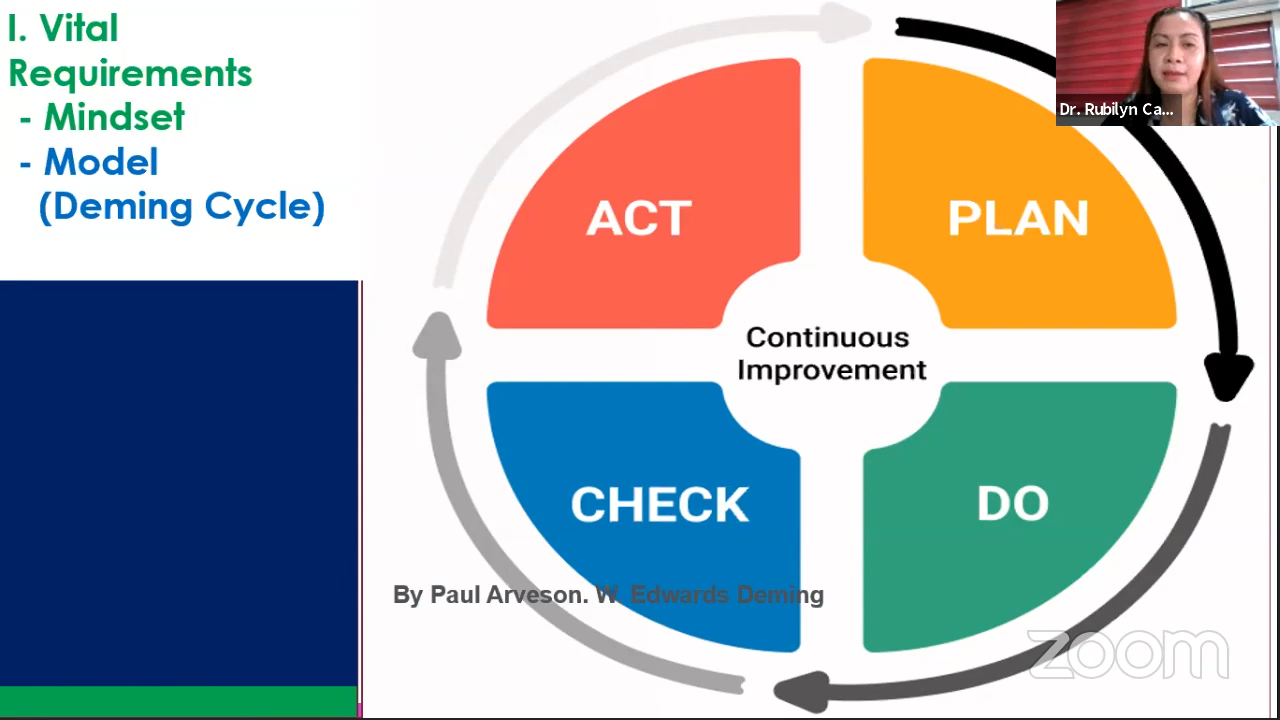 I. Vital
Requirements
- Mindset
- Model
(Deming Cycle)
ACT
PLAN
Continuous
Improvement
CHECK
DO
By Paul Arveson. W Edwards Deming
Dr. Rubilyn Ca...
zoom